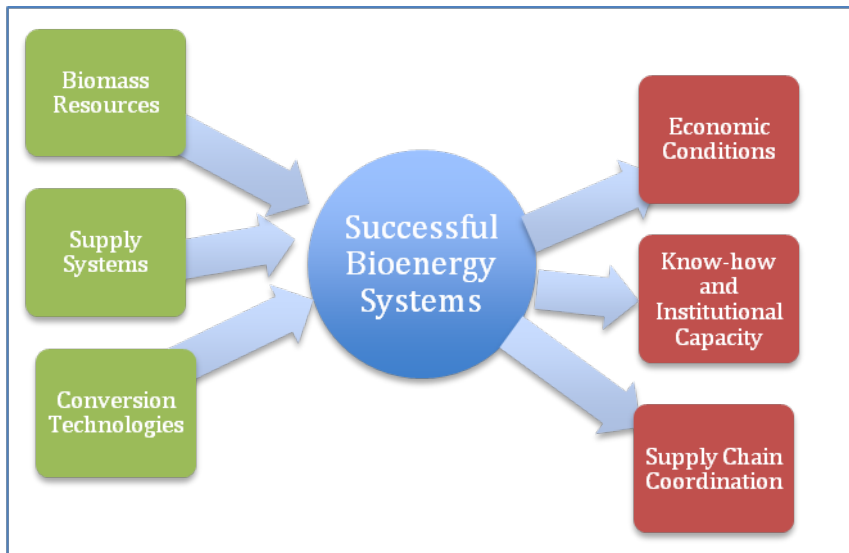 Biomass
Resources
Supply
Systems
Conversion
Technologies
Successful
Bioenergy
Systems
Economic
Conditions
Know-how
and
Institutional
Capacity
Supply Chain
Coordination